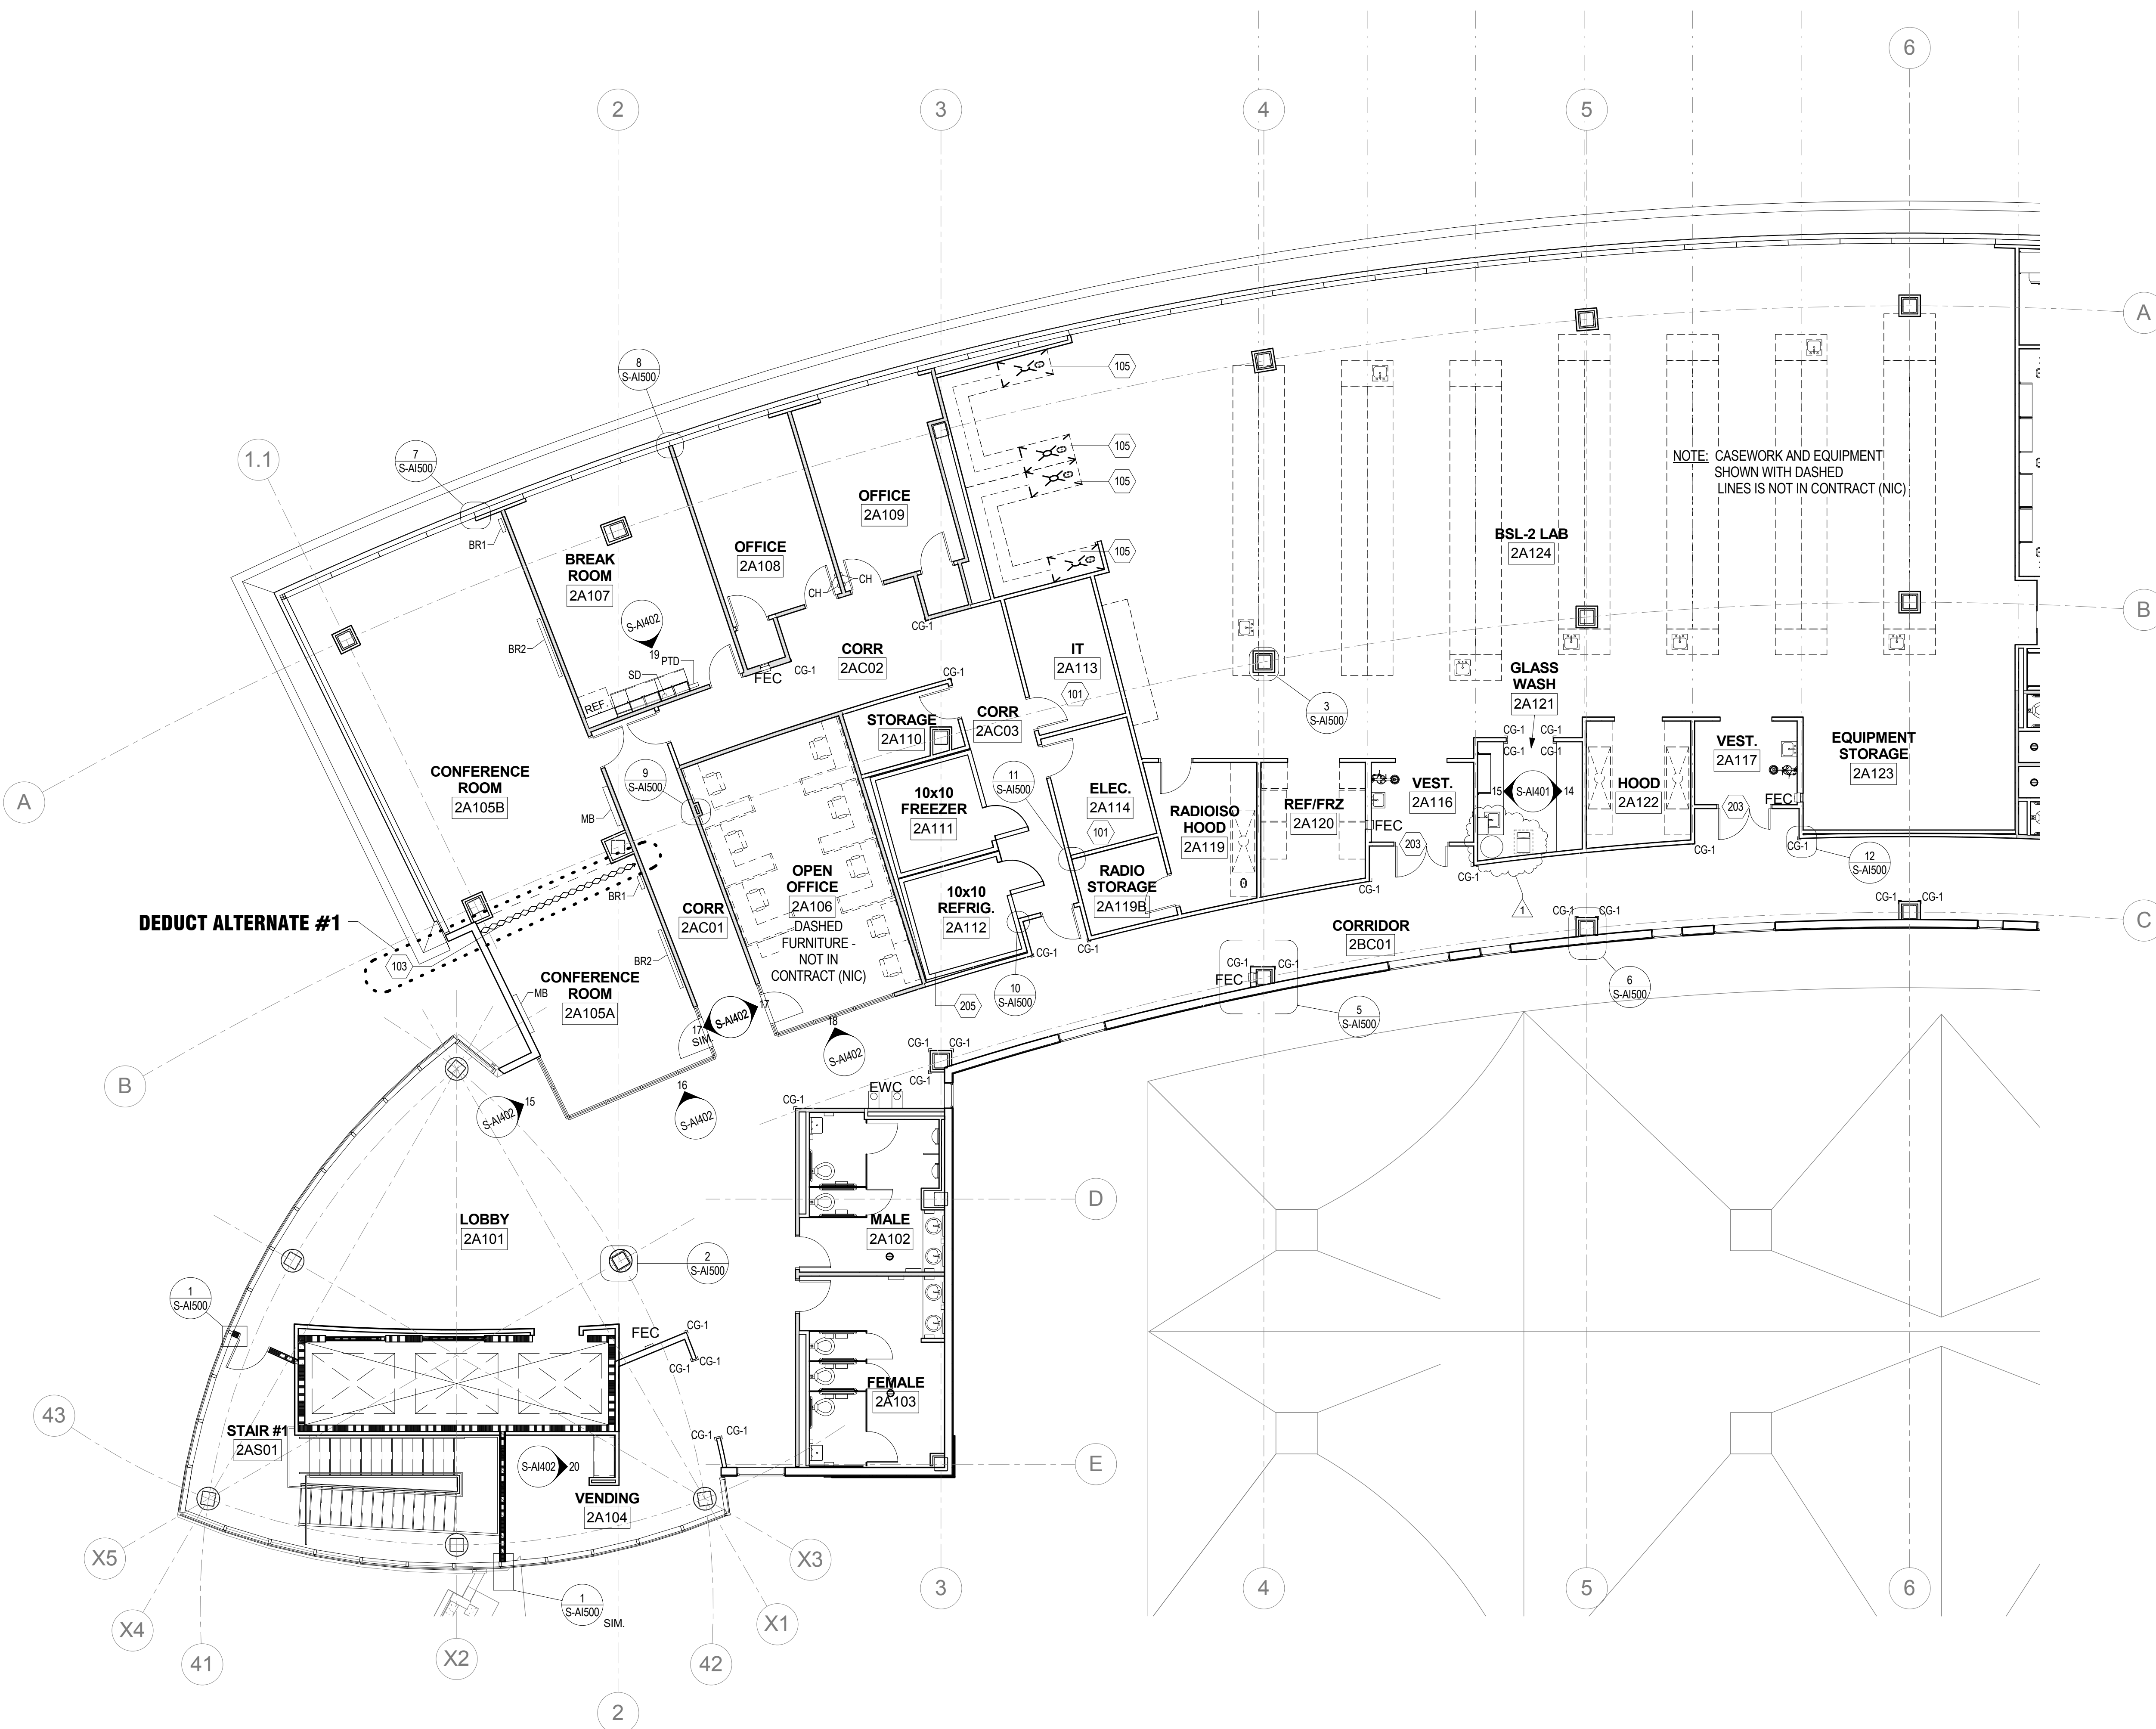 6
2
3
4
5
A
8
S-AI500
105
7
S-AI500
1.1
105
105
NOTE: CASEWORK AND EQUIPMENT
SHOWN WITH DASHED
LINES IS NOT IN CONTRACT (NIC)
OFFICE
2A109
BR1
BREAK
ROOM
2A107
OFFICE
2A108
BSL-2 LAB
2A124
105
CH
CH
B
S-AI402
19
CG-1
BR2
PTD
SD
CORR
2AC02
IT
2A113
FEC
CG-1
CG-1
REF.
101
GLASS
WASH
2A121
3
S-AI500
STORAGE
2A110
CORR
2AC03
CG-1
CG-1
CG-1
CG-1
VEST.
2A117
EQUIPMENT
STORAGE
2A123
CONFERENCE
ROOM
2A105B
9
S-AI500
11
S-AI500
10x10
FREEZER
2A111
ELEC.
2A114
101
VEST.
2A116
15
S-AI401
14
HOOD
2A122
FEC
203
A
MB
RADIOISO
HOOD
2A119
REF/FRZ
2A120
FEC
203
CG-1
CG-1
12
S-AI500
OPEN
OFFICE
2A106
DASHED
FURNITURE -
NOT IN
CONTRACT (NIC)
RADIO
STORAGE
2A119B
CG-1
CG-1
1
BR1
10x10
REFRIG.
2A112
CORR
2AC01
DEDUCT ALTERNATE #1
CG-1
CG-1
CG-1
CG-1
C
CORRIDOR
2BC01
CG-1
CG-1
103
BR2
CG-1
CG-1
FEC
CONFERENCE
ROOM
2A105A
MB
10
S-AI500
205
6
S-AI500
5
S-AI500
17
S-AI402
17
SIM.
18
S-AI402
CG-1
CG-1
CG-1
B
EWC
CG-1
16
S-AI402
15
S-AI402
D
LOBBY
2A101
MALE
2A102
2
S-AI500
1
S-AI500
FEC
CG-1
CG-1
CG-1
FEMALE
2A103
43
STAIR #1
2AS01
CG-1
CG-1
S-AI402
20
E
VENDING
2A104
X5
X3
3
4
5
6
1
S-AI500
SIM.
X4
X1
41
X2
42
2